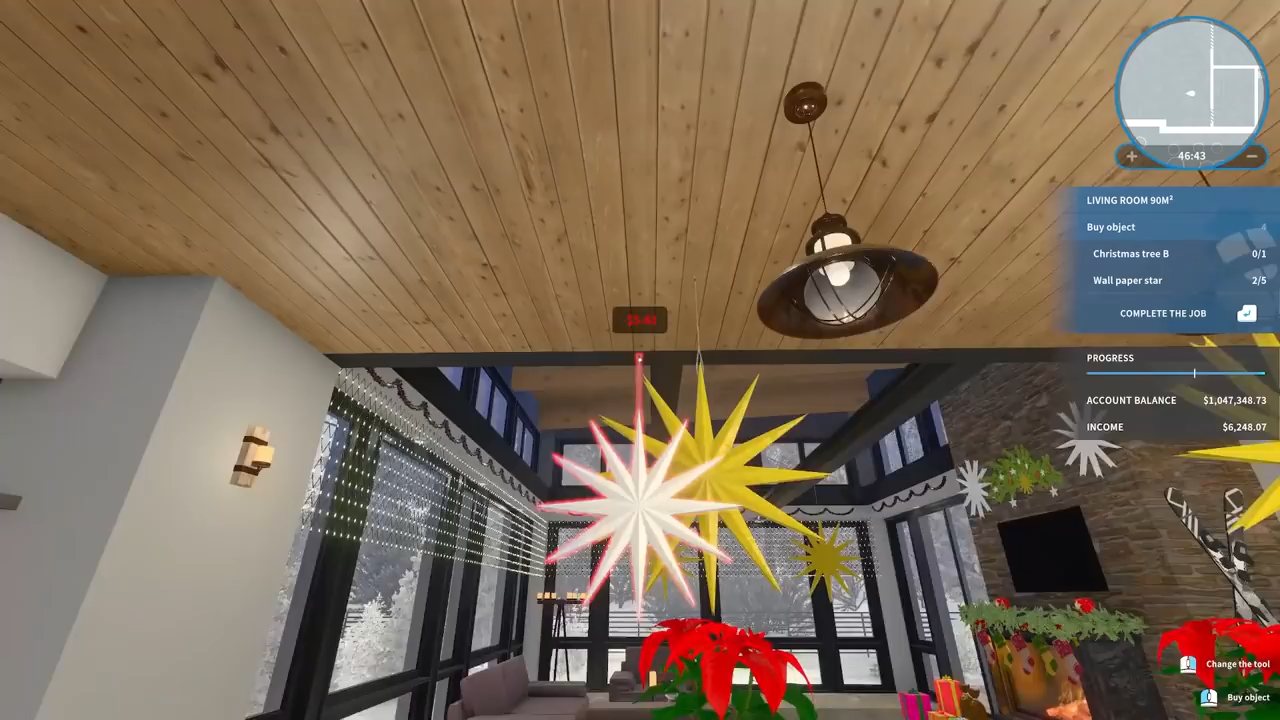 46:43
LIVING ROOM 90M²
Buy object
Christmas tree B 0/1
Wall paper star 2/5
COMPLETE THE JOB
PROGRESS
ACCOUNT BALANCE $1,047,348.73
INCOME $6,248.07
Change the tool
Buy object